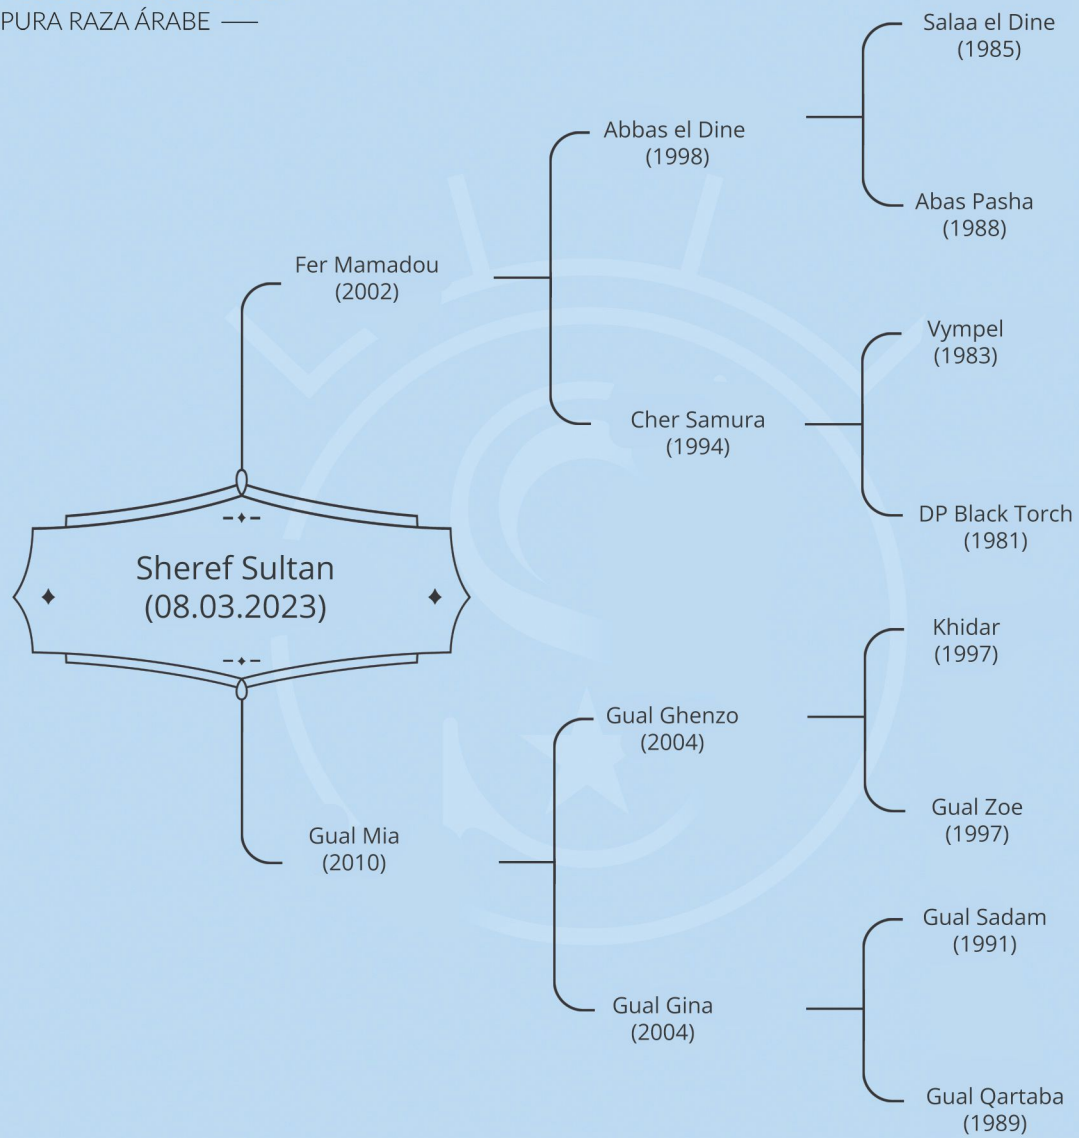 PURA RAZA ÁRABE
Salaa el Dine
(1985)
Abbas el Dine
(1998)
Abas Pasha
(1988)
Fer Mamadou
(2002)
Vympel
(1983)
Cher Samura
(1994)
DP Black Torch
(1981)
Sheref Sultan
(08.03.2023)
Khidar
(1997)
Gual Ghenzo
(2004)
Gual Zoe
(1997)
Gual Mia
(2010)
Gual Sadam
(1991)
Gual Gina
(2004)
Gual Qartaba
(1989)